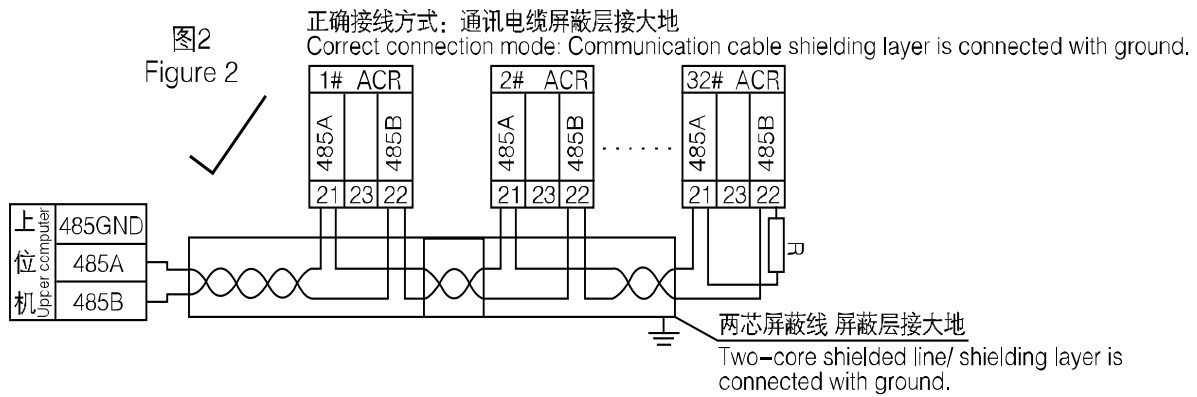 图2
Figure 2
正确接线方式：通讯电缆屏蔽层接大地
Correct connection mode: Communication cable shielding layer is connected with ground.
1# ACR
485A
485B
21 23 22
2# ACR
485A
485B
21 23 22
......
32# ACR
485A
485B
21 23 22
上位机
Upper computer
485GND
485A
485B
R
两芯屏蔽线 屏蔽层接大地
Two-core shielded line/ shielding layer is
connected with ground.